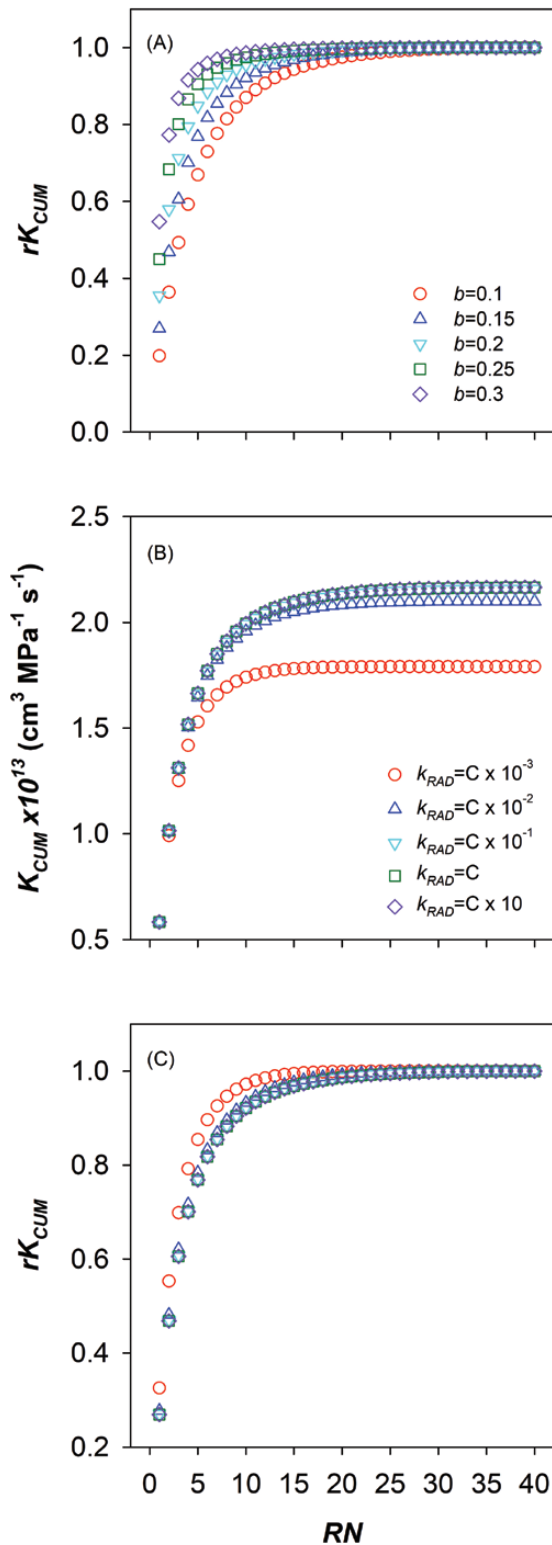 (A)
1.0
0.8
0.6
0.4
0.2
0.0
rK_CUM
b=0.1
b=0.15
b=0.2
b=0.25
b=0.3
(B)
2.5
2.0
1.5
1.0
0.5
K_CUM x10^13 (cm^3 MPa^-1 s^-1)
k_RAD=C x 10^-3
k_RAD=C x 10^-2
k_RAD=C x 10^-1
k_RAD=C
k_RAD=C x 10
(C)
1.0
0.8
0.6
0.4
0.2
rK_CUM
0 5 10 15 20 25 30 35 40
RN